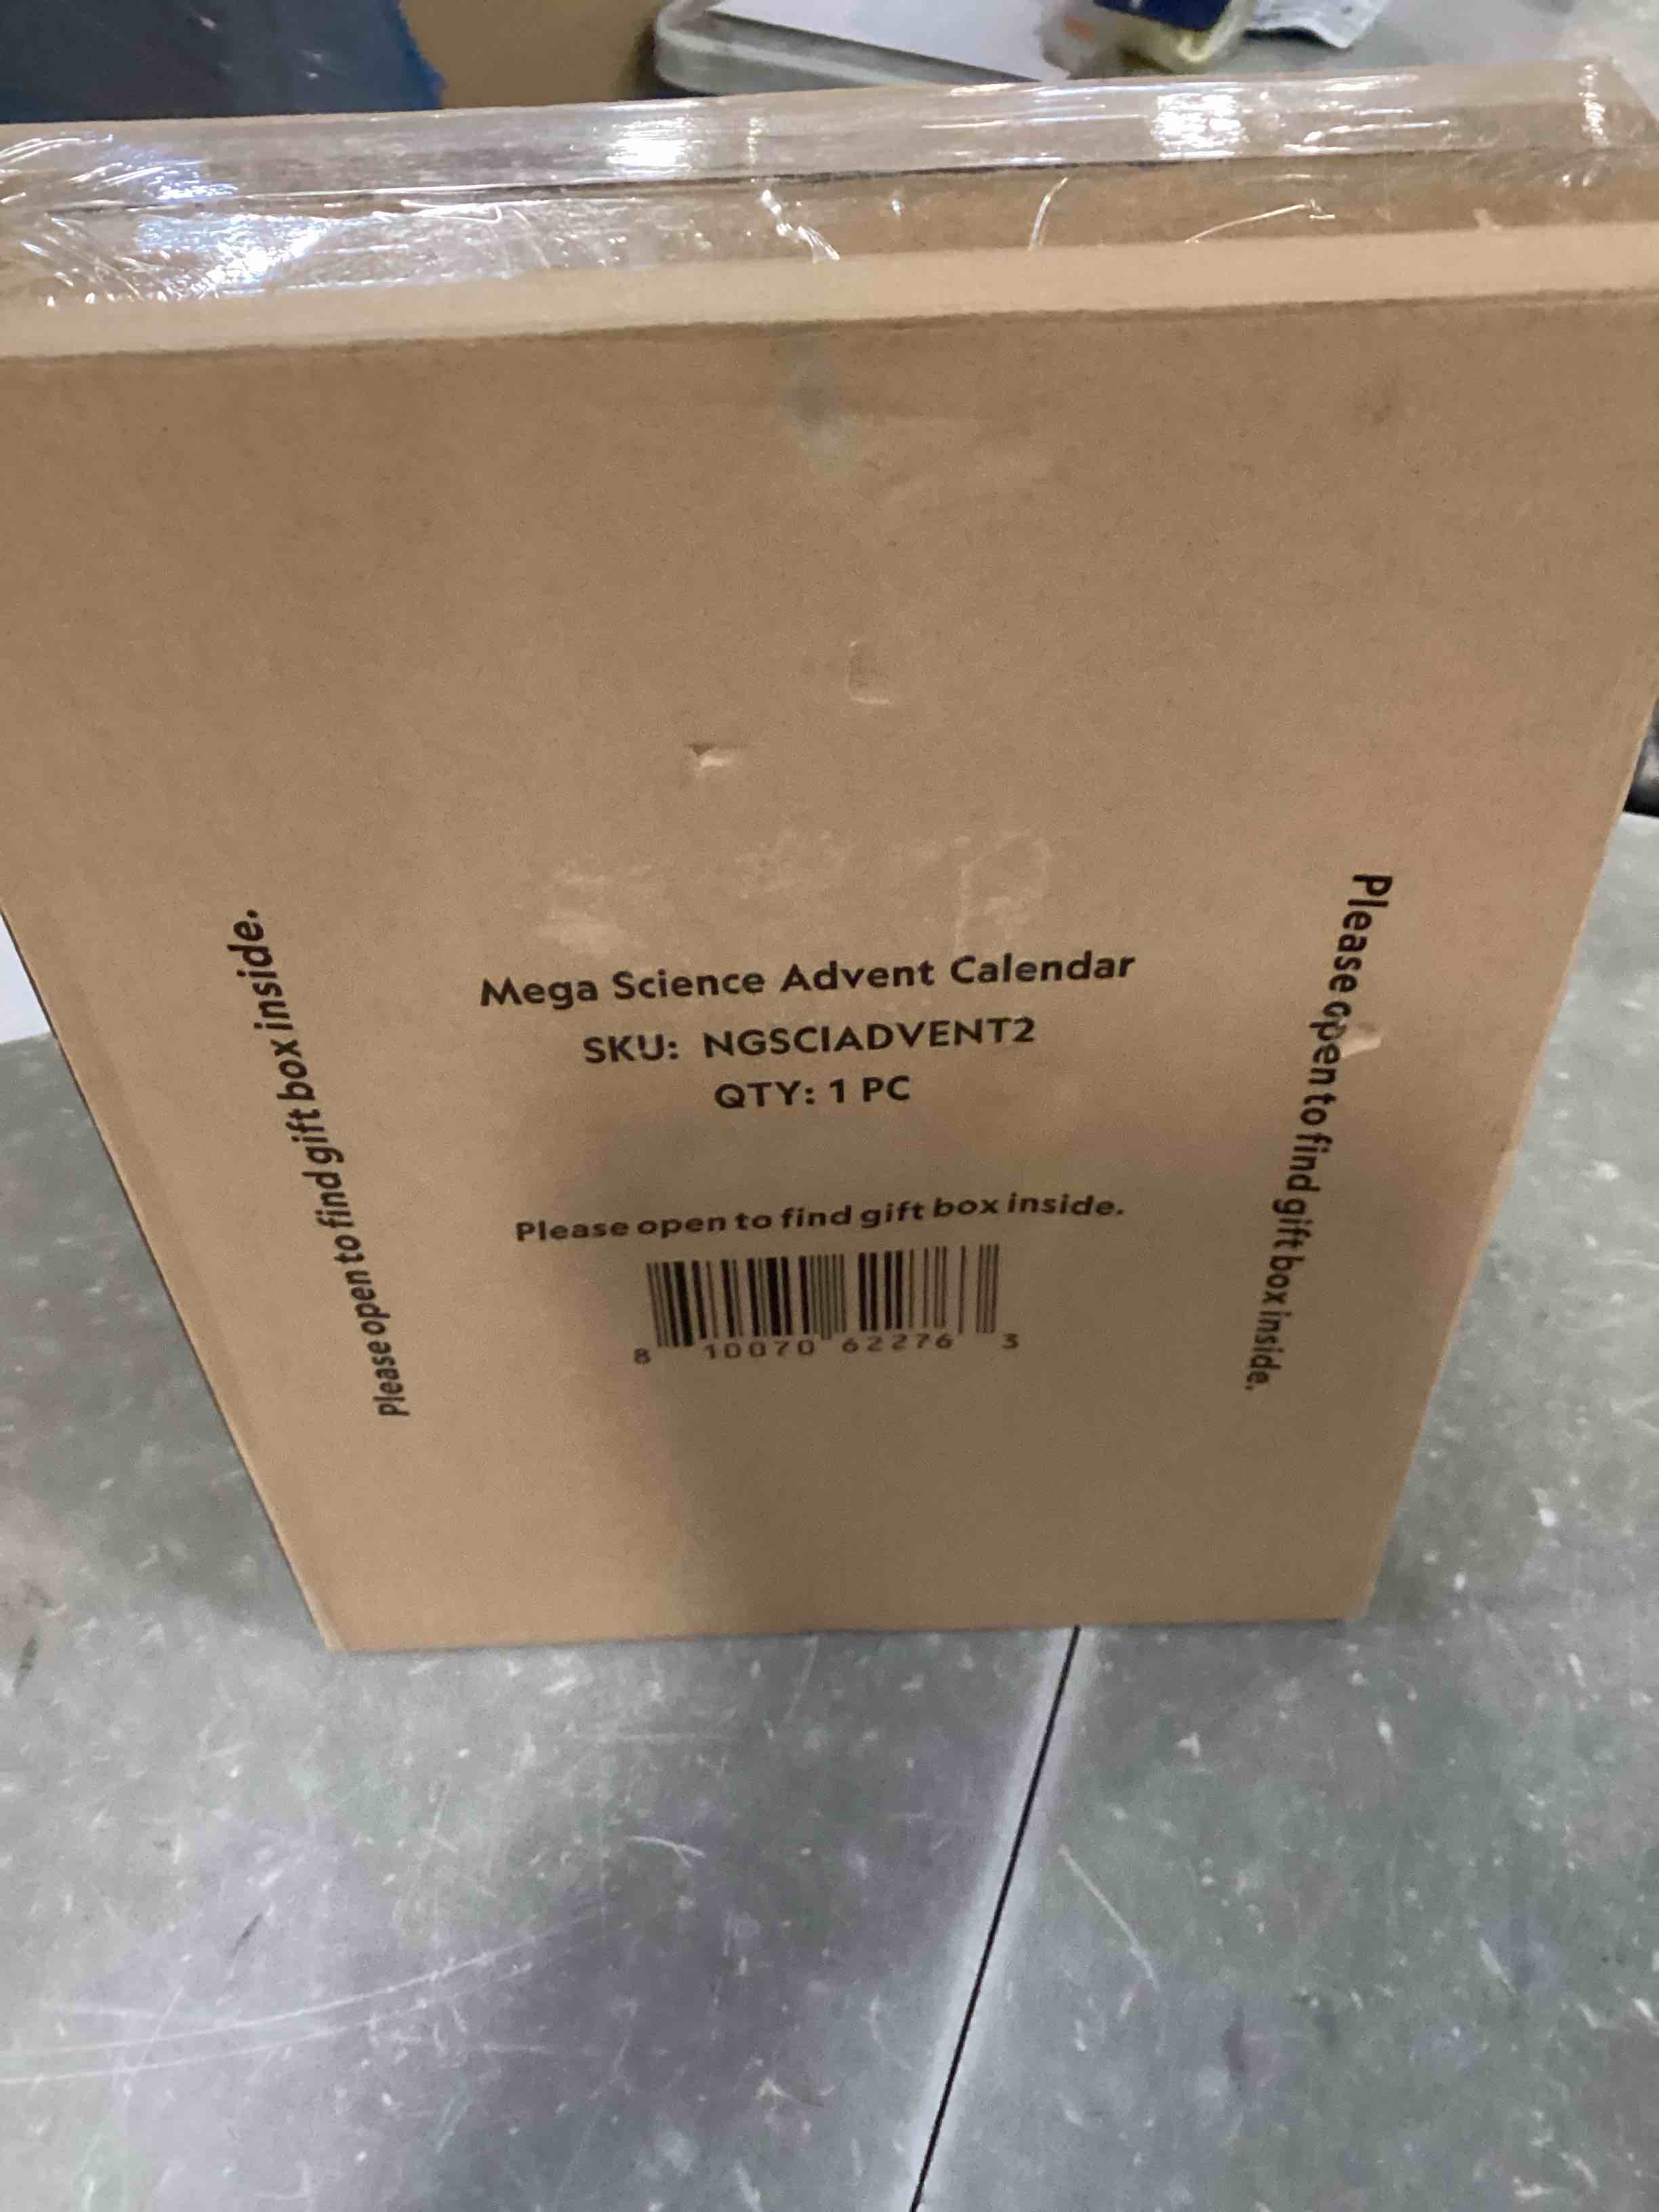 Mega Science Advent Calendar
SKU: NGSCIADVENT2
QTY: 1 PC
Please open to find gift box inside.
8 10070 62276 3
Please open to find gift box inside.
Please open to find gift box inside.